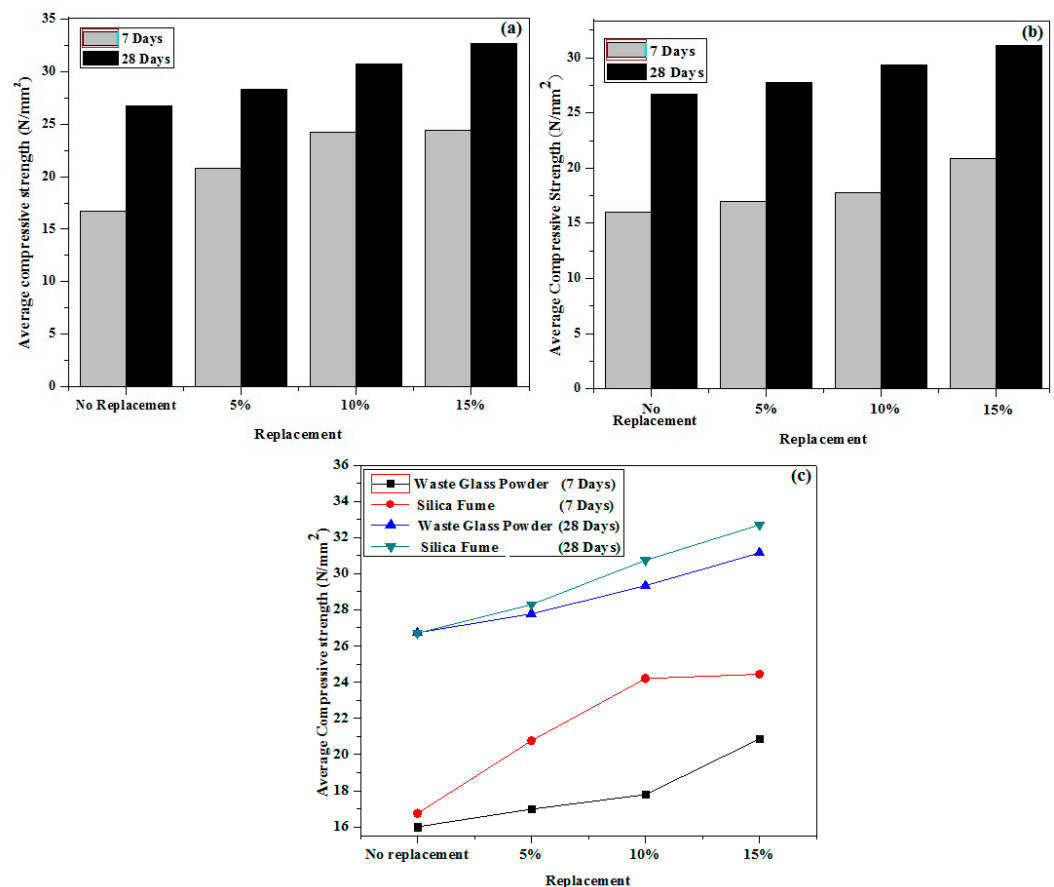 (a)
7 Days
28 Days
35
30
25
20
15
10
5
0
Average compressive strength (N/mm²)
No Replacement 5% 10% 15%
Replacement
(b)
7 Days
28 Days
30
25
20
15
10
5
0
Average Compressive Strength (N/mm²)
No
Replacement 5% 10% 15%
Replacement
(c)
Waste Glass Powder (7 Days)
Silica Fume (7 Days)
Waste Glass Powder (28 Days)
Silica Fume (28 Days)
36
34
32
30
28
26
24
22
20
18
16
Average Compressive strength (N/mm²)
No replacement 5% 10% 15%
Replacement